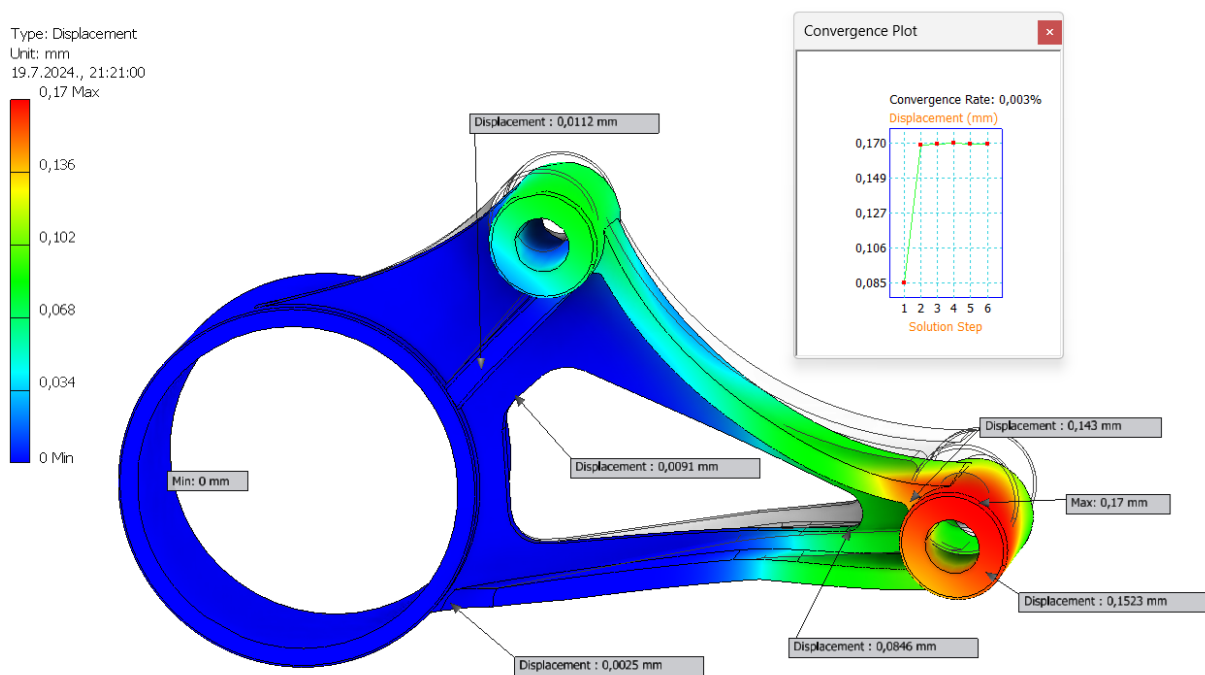 Type: Displacement
Unit: mm
19.7.2024., 21:21:00
0,17 Max
0,136
0,102
0,068
0,034
0 Min
Displacement : 0,0112 mm
Min: 0 mm
Displacement : 0,0091 mm
Displacement : 0,0025 mm
Displacement : 0,143 mm
Max: 0,17 mm
Displacement : 0,1523 mm
Displacement : 0,0846 mm
Convergence Plot
×
Convergence Rate: 0,003%
Displacement (mm)
0,170
0,149
0,127
0,106
0,085
1 2 3 4 5 6
Solution Step